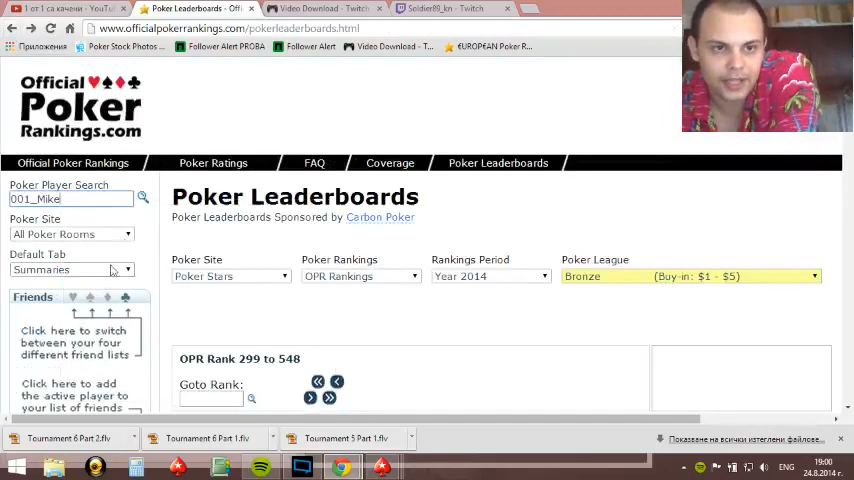 1 от 1 са качени - YouTu
Poker Leaderboards - Offi
Video Download - Twitch
Soldier89_kn - Twitch
www.officialpokerrankings.com/pokerleaderboards.html
Приложения
Poker Stock Photos ...
Follower Alert PROBA
Follower Alert
Video Download - T...
€UROP€AN Poker R...
Official
Poker
Rankings.com
Official Poker Rankings
Poker Ratings
FAQ
Coverage
Poker Leaderboards
Poker Player Search
001_Mike
Poker Site
All Poker Rooms
Default Tab
Summaries
Friends
Click here to switch
between your four
different friend lists
Click here to add
the active player to
your list of friends
Poker Leaderboards
Poker Leaderboards Sponsored by Carbon Poker
Poker Site
Poker Rankings
Rankings Period
Poker League
Poker Stars
OPR Rankings
Year 2014
Bronze (Buy-in: $1 - $5)
OPR Rank 299 to 548
Goto Rank:
Tournament 6 Part 2.flv
Tournament 6 Part 1.flv
Tournament 5 Part 1.flv
Показване на всички изтеглени файлове...
ENG
19:00
24.8.2014 г.